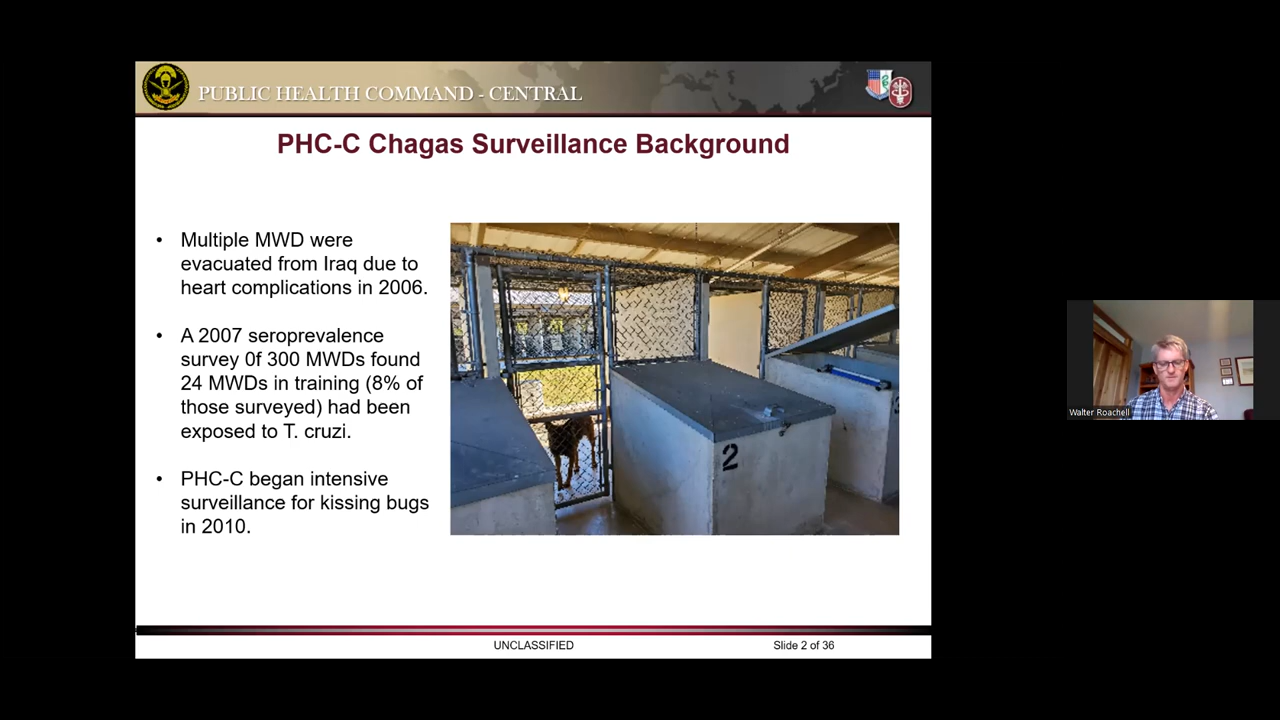 PUBLIC HEALTH COMMAND - CENTRAL
PHC-C Chagas Surveillance Background
• Multiple MWD were
evacuated from Iraq due to
heart complications in 2006.
• A 2007 seroprevalence
survey 0f 300 MWDs found
24 MWDs in training (8% of
those surveyed) had been
exposed to T. cruzi.
• PHC-C began intensive
surveillance for kissing bugs
in 2010.
2
Walter Roachell
UNCLASSIFIED
Slide 2 of 36